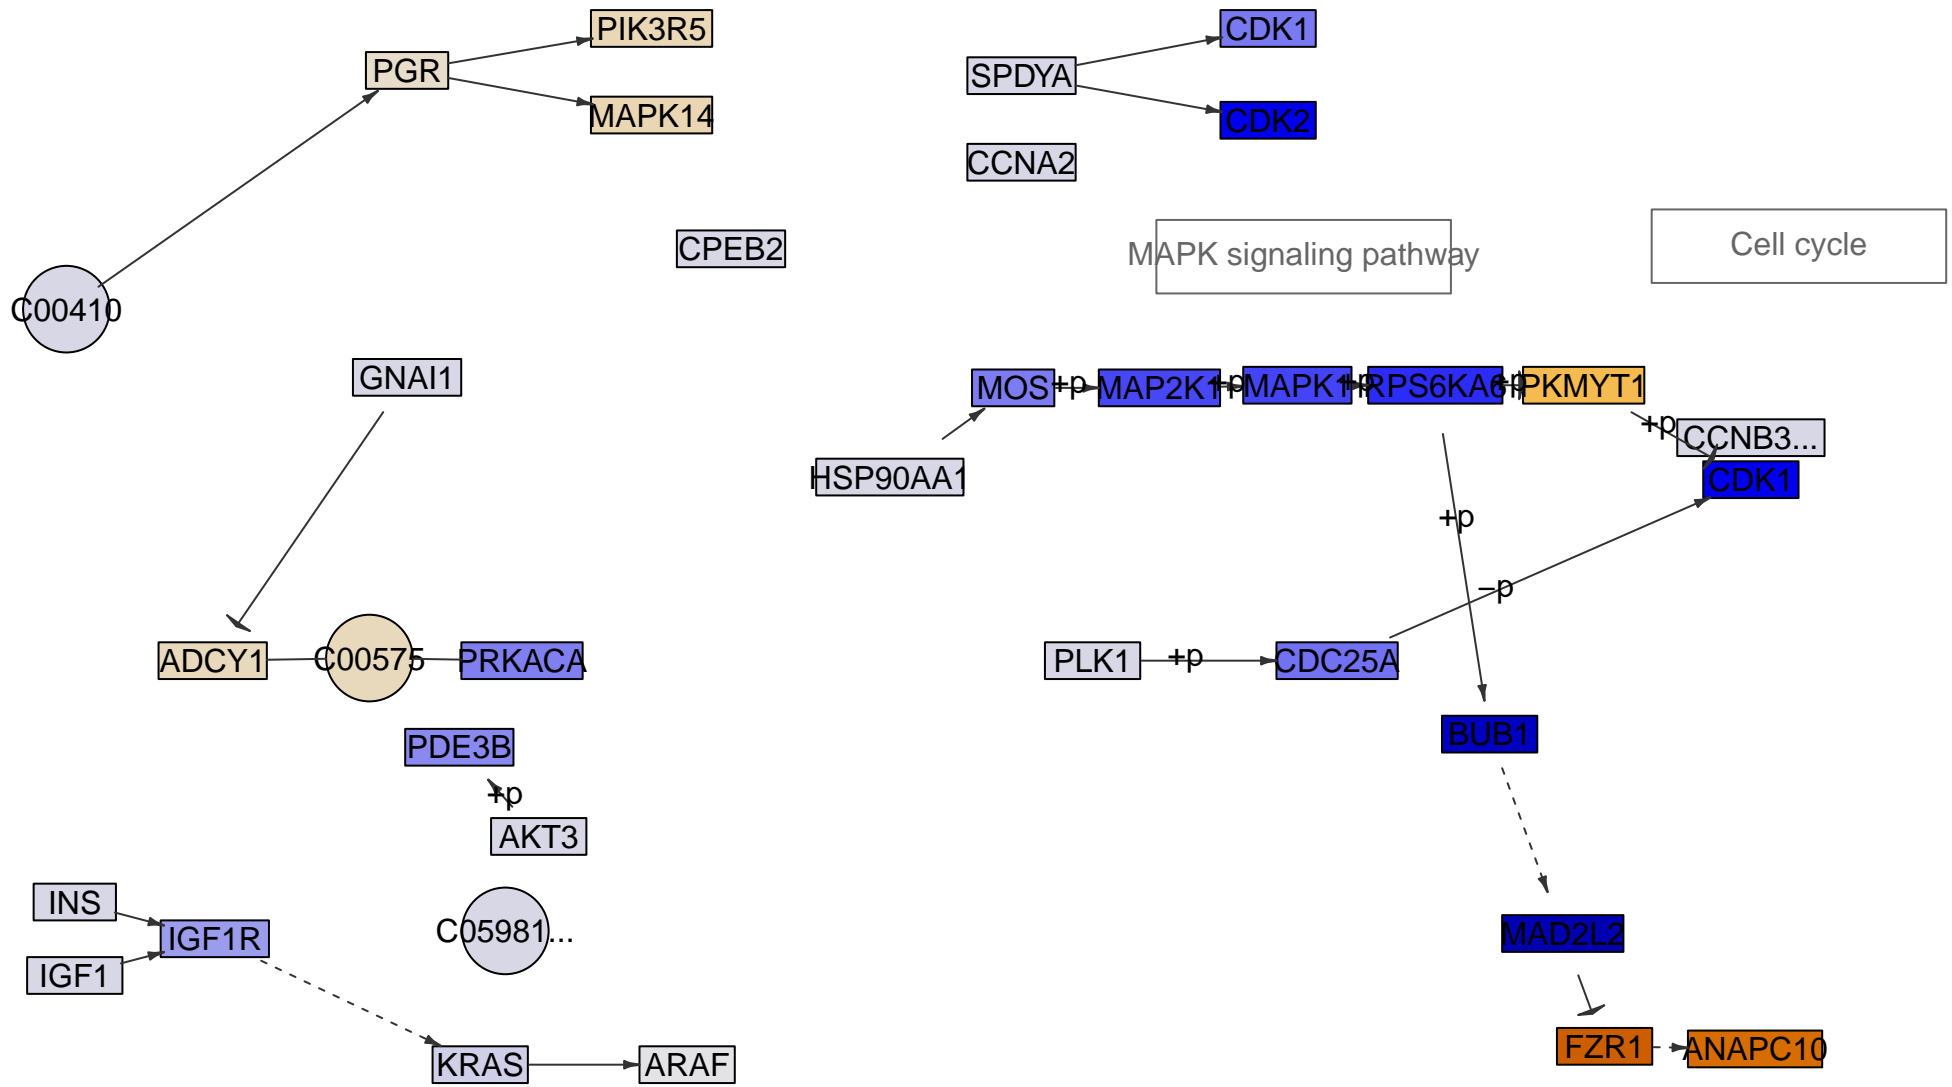 PIK3R5
CDK1
PGR
SPDYA
MAPK14
CDK2
CCNA2
CPEB2
MAPK signaling pathway
Cell cycle
C00410
GNAI1
MOS
+p
MAP2K1
+p
MAPK1
+p
RPS6KA6
+p
PKMYT1
+p
CCNB3...
HSP90AA1
CDK1
+p
−p
ADCY1
C00575
PRKACA
PLK1
+p
CDC25A
PDE3B
BUB1
+p
AKT3
INS
IGF1R
C05981...
MAD2L2
IGF1
KRAS
ARAF
FZR1
ANAPC10